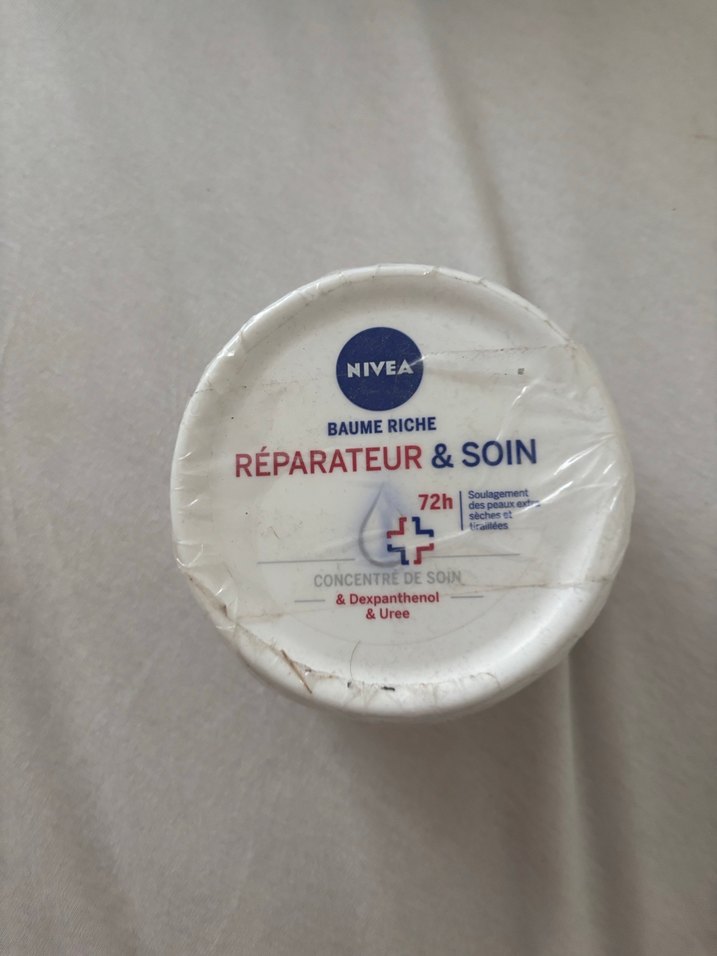 NIVEA
BAUME RICHE
RÉPARATEUR & SOIN
72h
Soulagement
des peaux extra
sèches et
tiraillées
CONCENTRÉ DE SOIN
& Dexpanthenol
& Uree